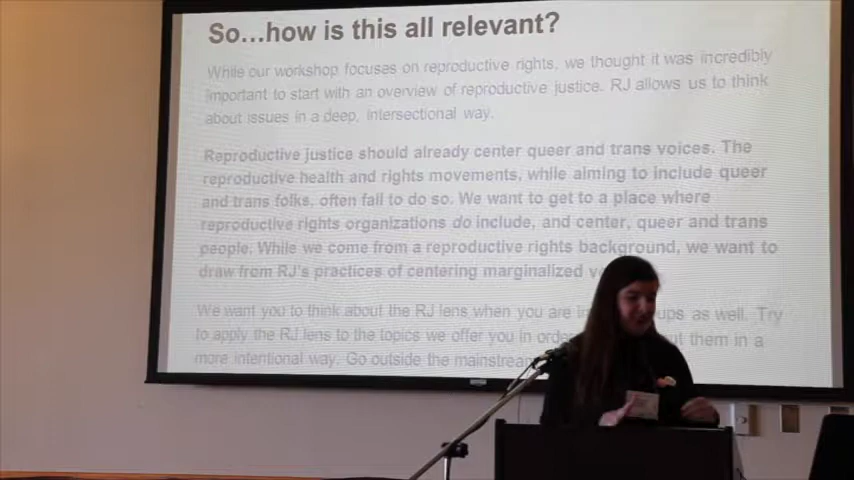 So...how is this all relevant?
While our workshop focuses on reproductive rights, we thought it was incredibly
important to start with an overview of reproductive justice. RJ allows us to think
about issues in a deep, intersectional way.
Reproductive justice should already center queer and trans voices. The
reproductive health and rights movements, while aiming to include queer
and trans folks, often fail to do so. We want to get to a place where
reproductive rights organizations do include, and center, queer and trans
people. While we come from a reproductive rights background, we want to
draw from RJ's practices of centering marginalized
We want you to think about the RJ lens when you are in as well. Try
to apply the RJ lens to the topics we offer you in them in a
more intentional way. Go outside the mainstream